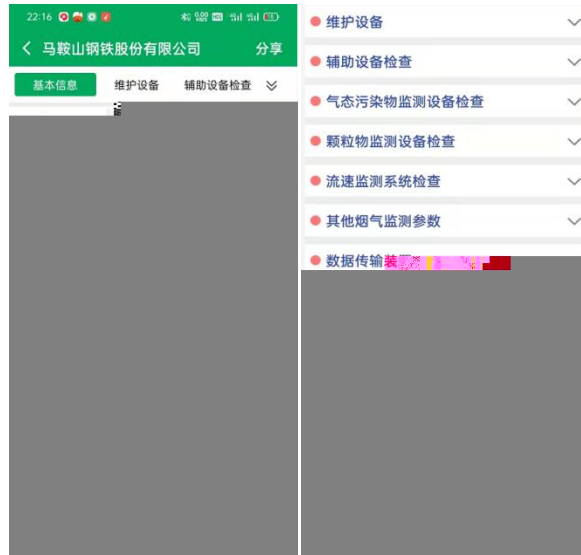 22:16
马鞍山钢铁股份有限公司
分享
基本信息
维护设备
辅助设备检查
维护设备
辅助设备检查
气态污染物监测设备检查
颗粒物监测设备检查
流速监测系统检查
其他烟气监测参数
数据传输装